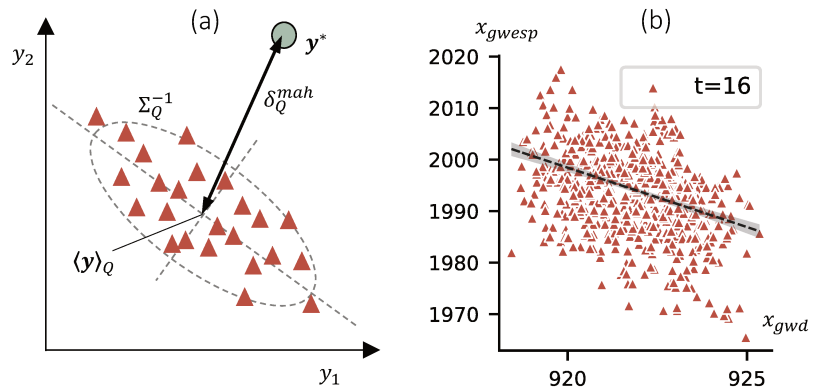 (a)
y₂
y*
Σ_Q⁻¹
δ_Q^mah
⟨y⟩_Q
y₁
(b)
x_gwesp
2020
2010
2000
1990
1980
1970
t=16
x_gwd
920
925